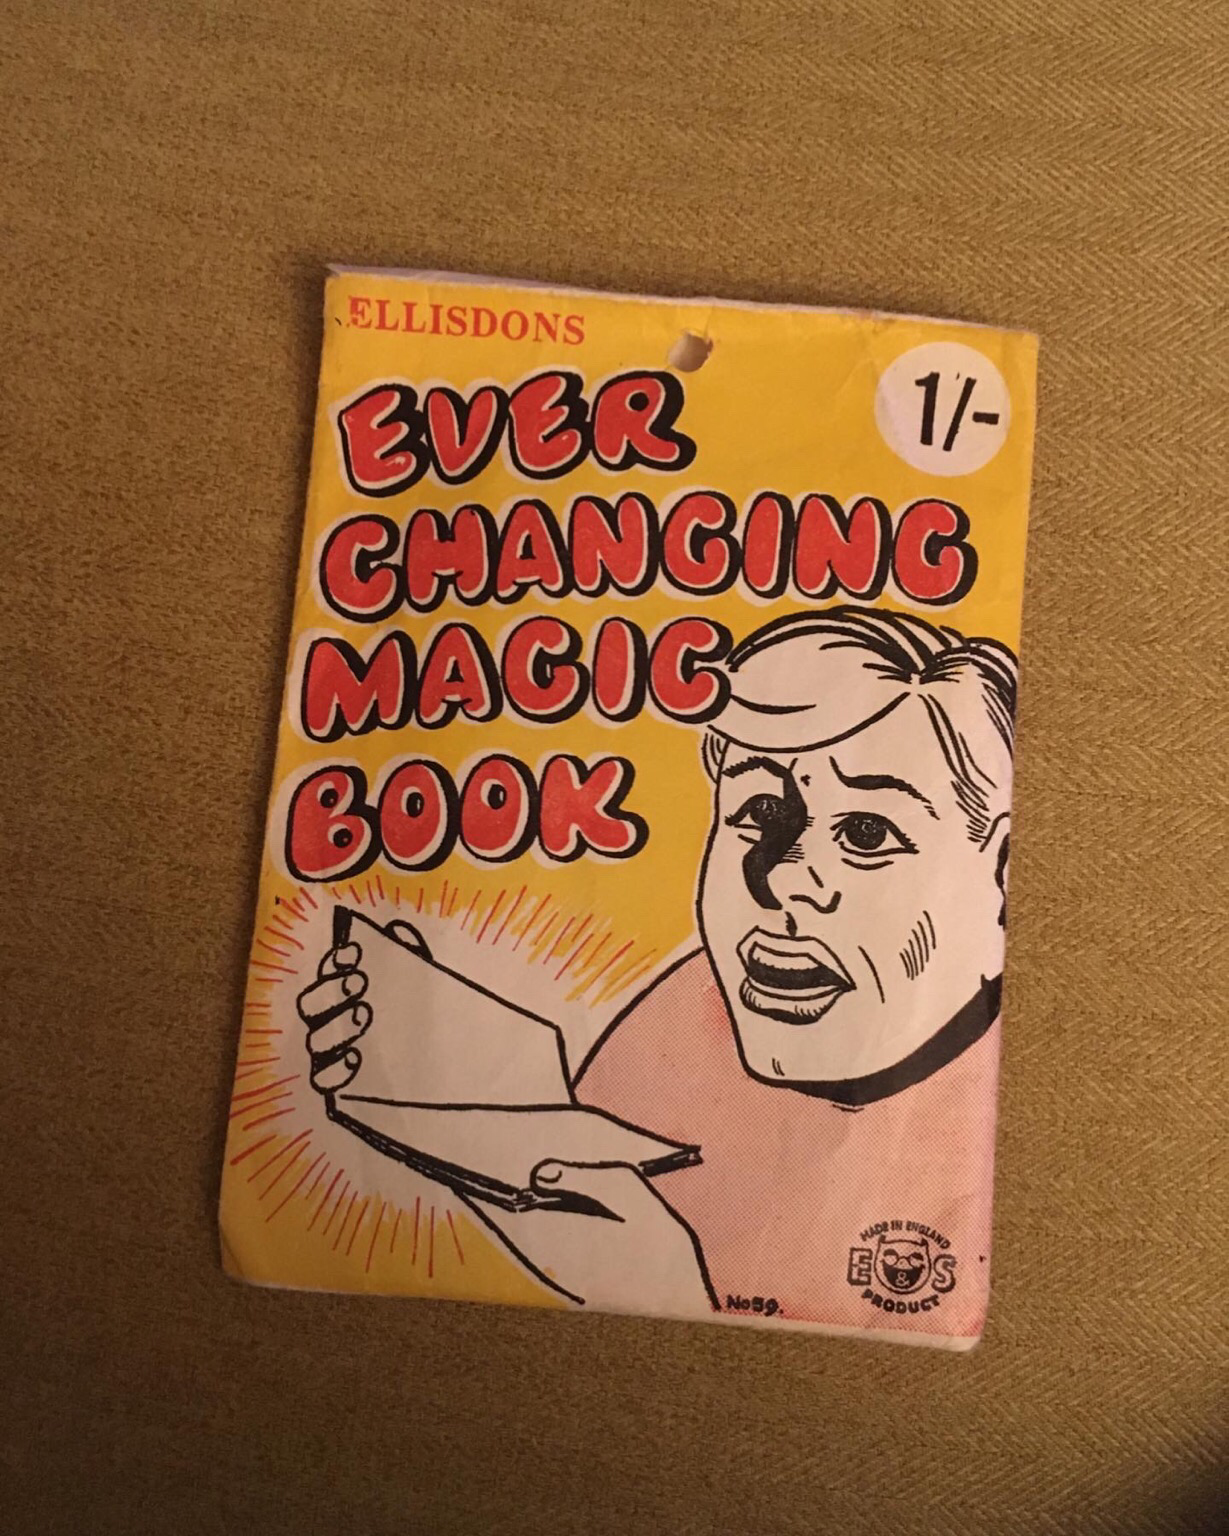 ELLISDONS
1/-
EVER
CHANGING
MAGIC
BOOK
MADE IN ENGLAND
E & S
PRODUCT
No59.